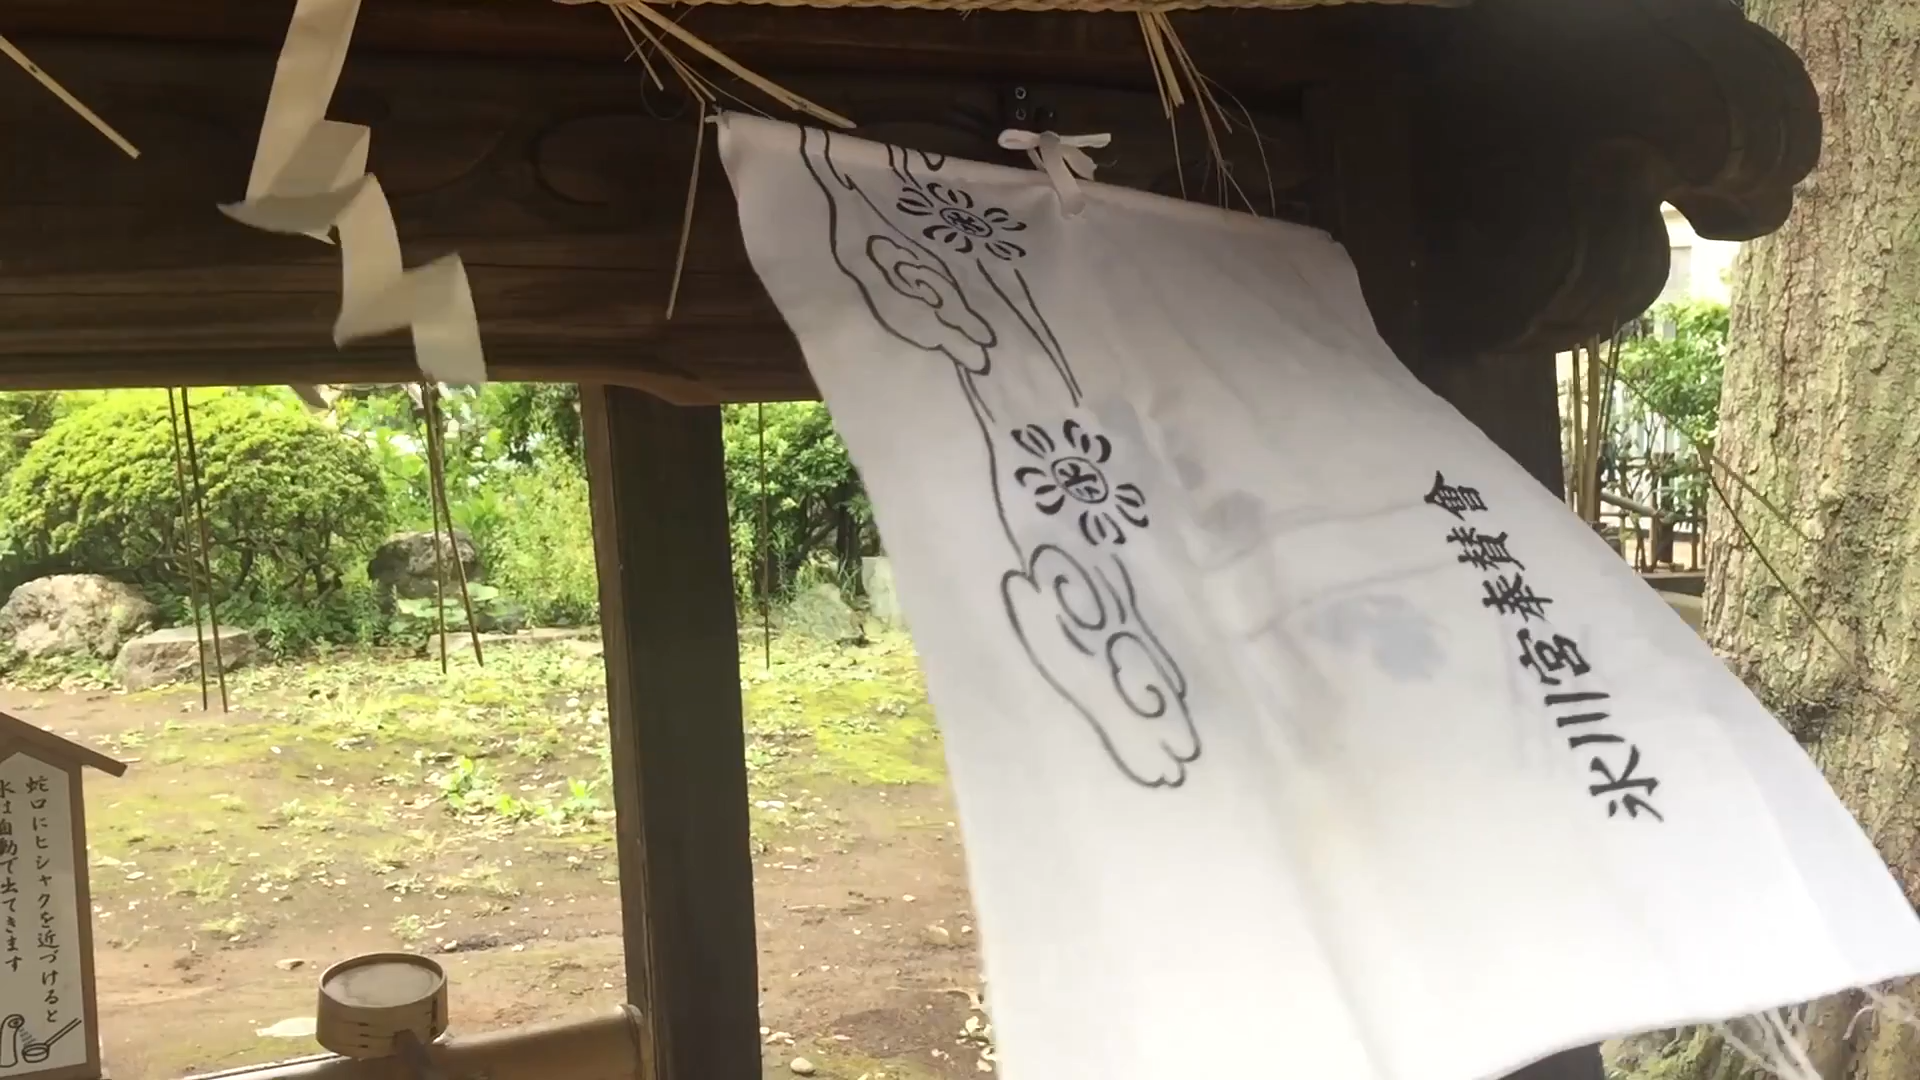 氷川宮奉賛會
蛇口にヒシャクを近づけると
水は自動で出てきます